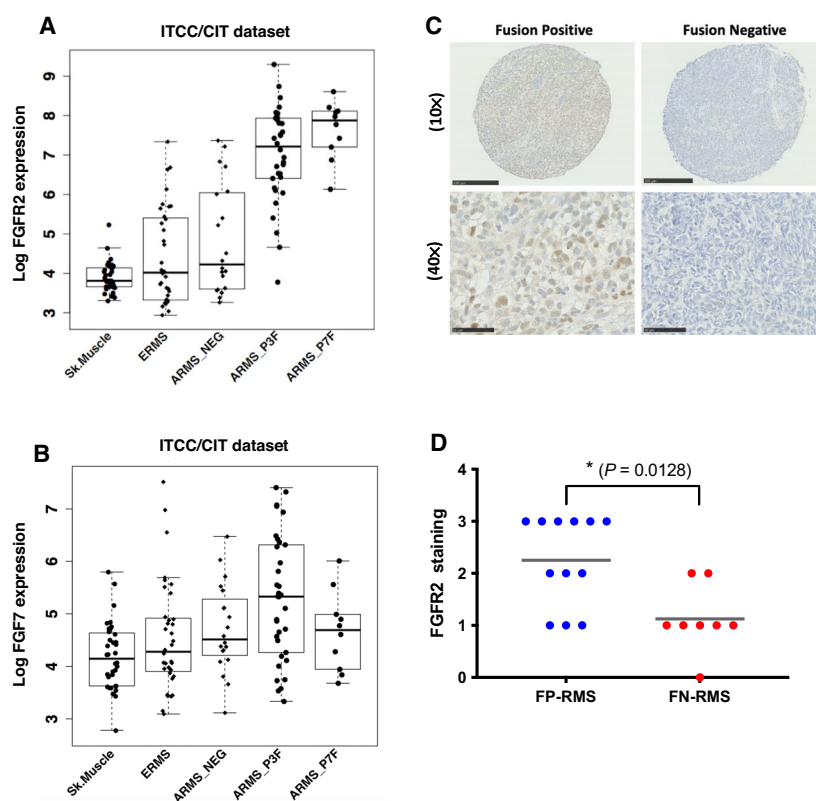 A
ITCC/CIT dataset
Log FGFR2 expression
9
8
7
6
5
4
3
Sk.Muscle
ERMS
ARMS_NEG
ARMS_P3F
ARMS_P7F
B
ITCC/CIT dataset
Log FGF7 expression
7
6
5
4
3
Sk.Muscle
ERMS
ARMS_NEG
ARMS_P3F
ARMS_P7F
C
Fusion Positive
Fusion Negative
(10x)
(40x)
D
* (P = 0.0128)
FGFR2 staining
4
3
2
1
0
FP-RMS
FN-RMS